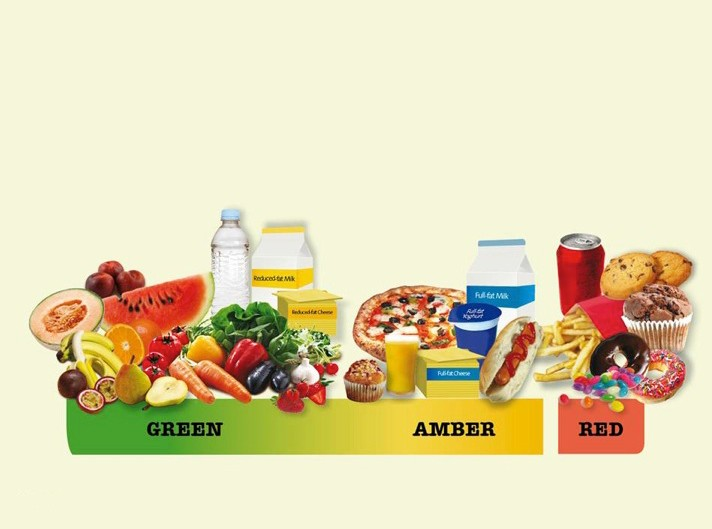 Reduced-fat Milk
Reduced-fat Cheese
Full-fat Milk
Full-fat
Yoghurt
Full-fat Cheese
GREEN
AMBER
RED